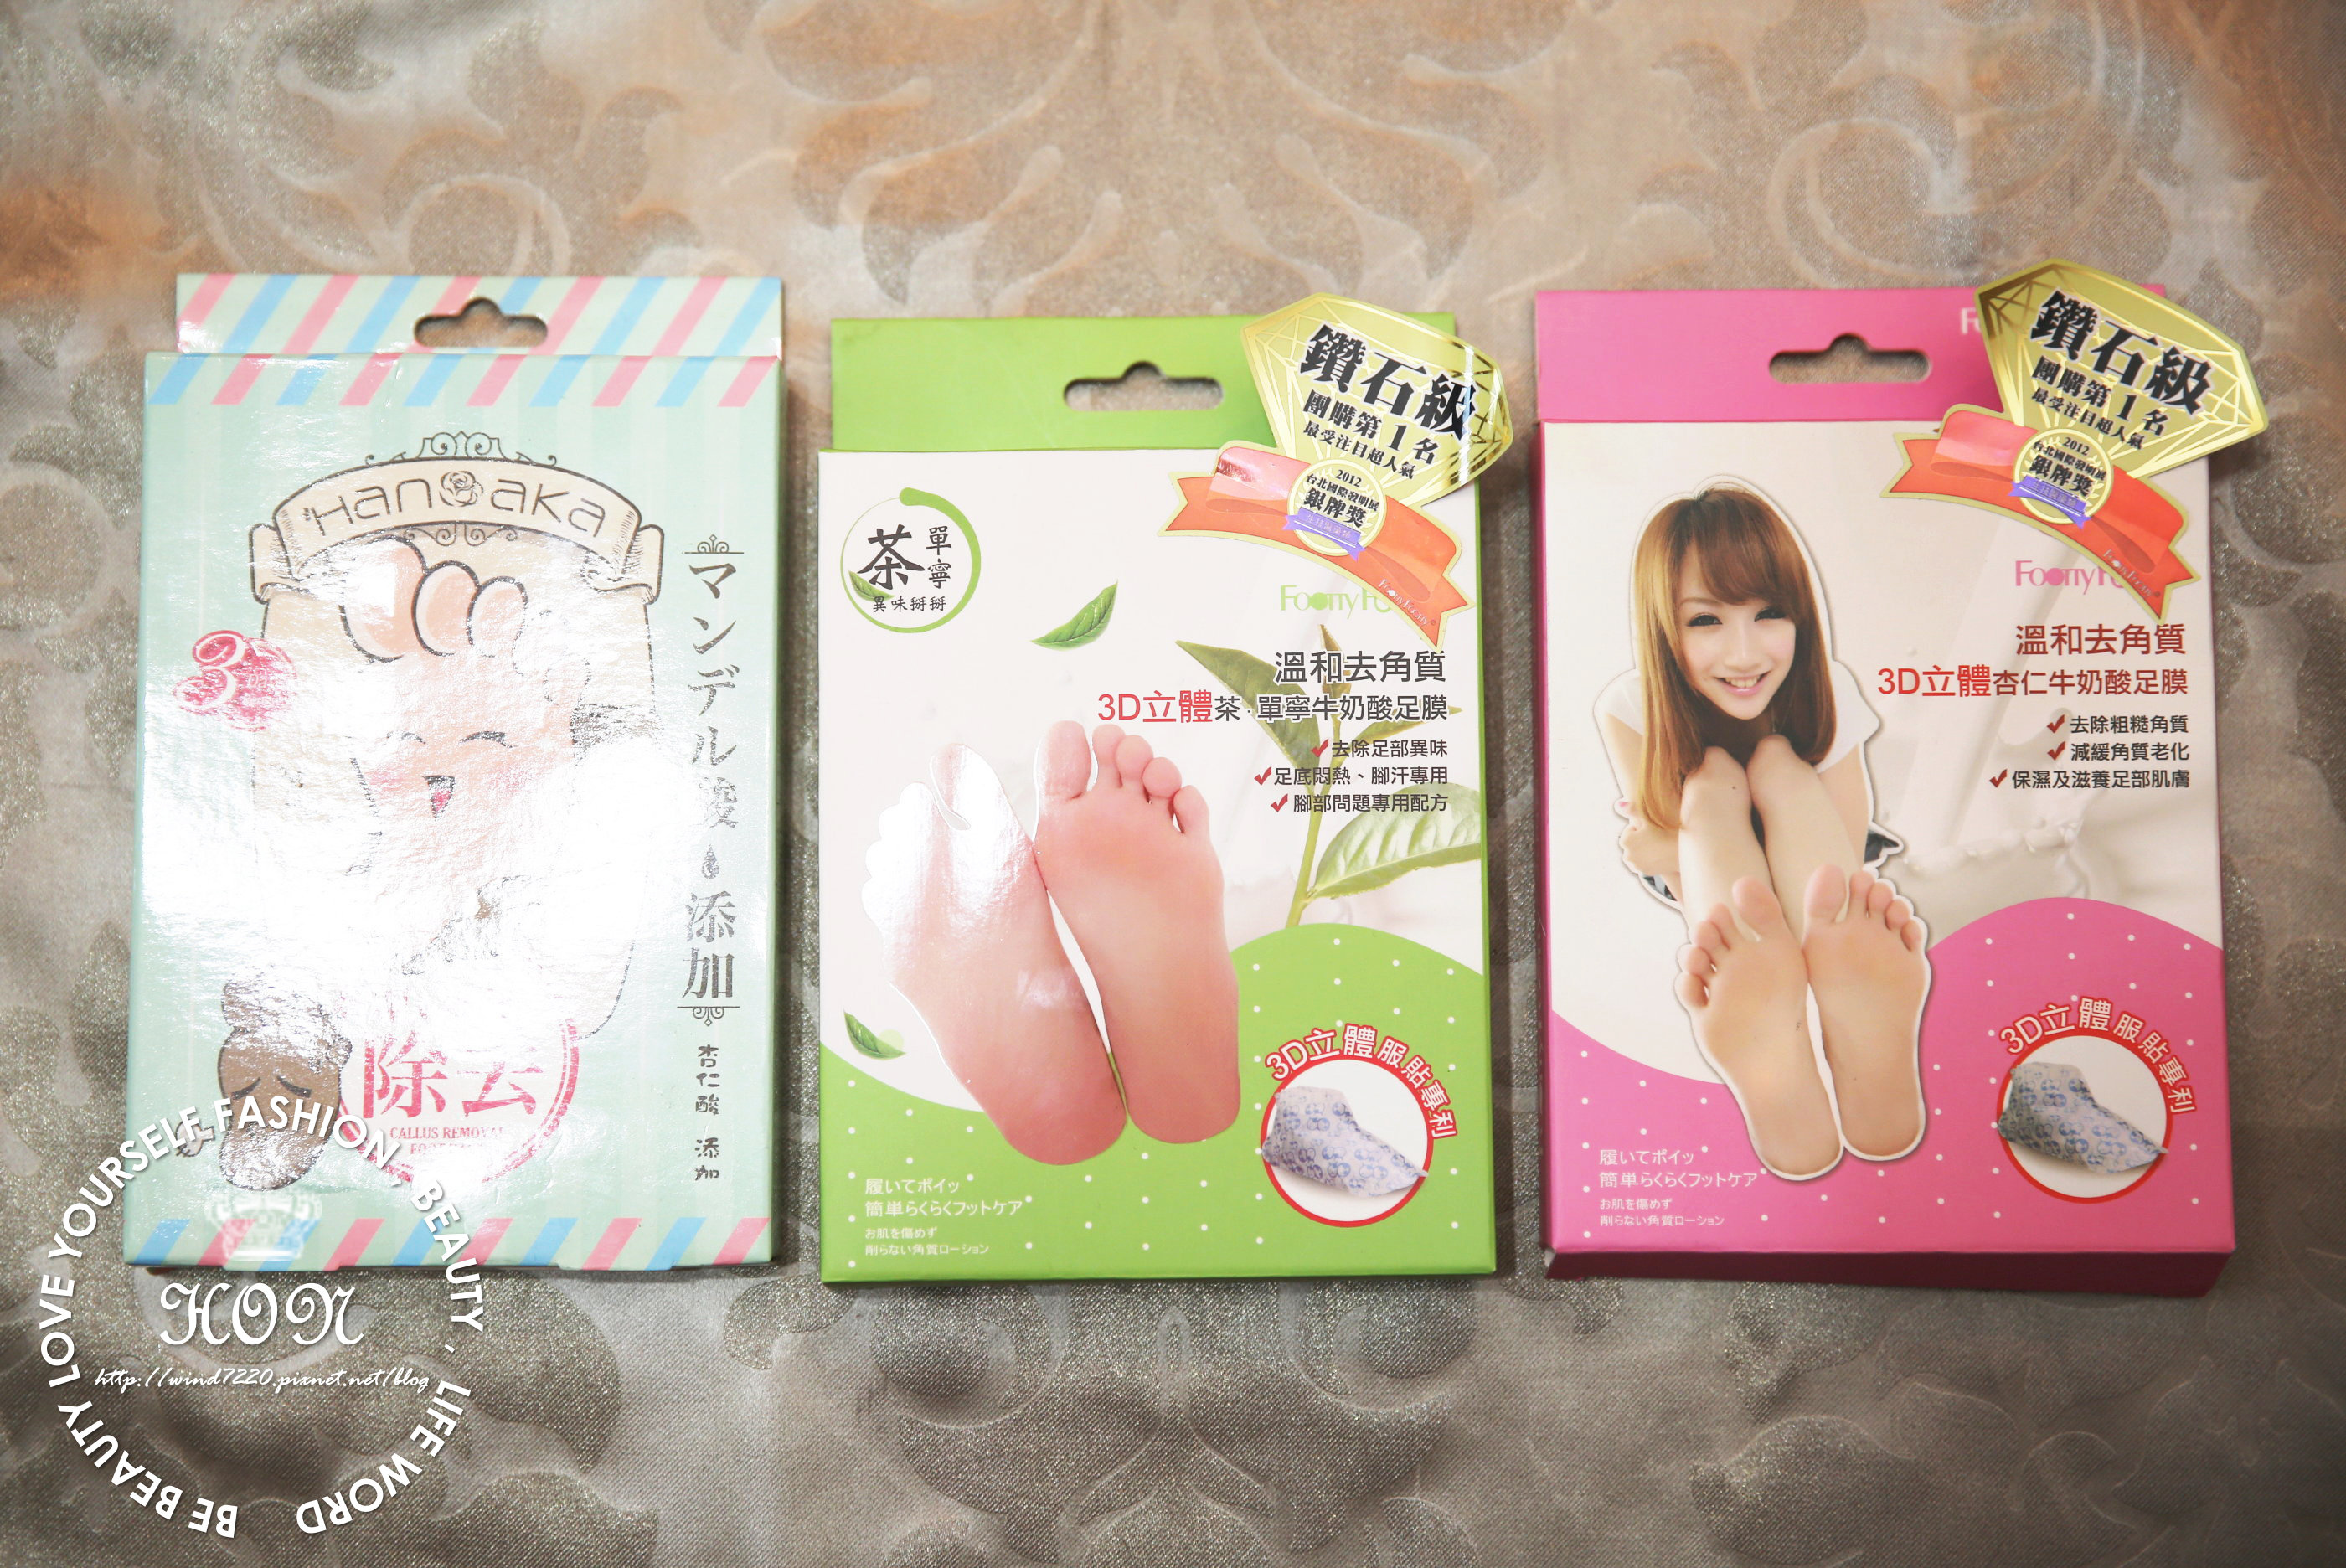 Hanaka
3
マンデル酸
添加
杏仁酸 添加
除去
CALLUS REMOVAL
茶
單寧
異味掰掰
鑽石級
團購第1名
最受注目超人氣
2012
台北國際發明展
銀牌獎
Footty Focus
溫和去角質
3D立體茶·單寧牛奶酸足膜
去除足部異味
足底悶熱、腳汗專用
腳部問題專用配方
3D立體服貼專利
履いてポイッ
簡単らくらくフットケア
お肌を傷めず
削らない角質ローション
鑽石級
團購第1名
最受注目超人氣
2012
台北國際發明展
銀牌獎
Footty Focus
溫和去角質
3D立體杏仁牛奶酸足膜
去除粗糙角質
減緩角質老化
保濕及滋養足部肌膚
3D立體服貼專利
履いてポイッ
簡単らくらくフットケア
お肌を傷めず
削らない角質ローション
BE BEAUTY LOVE YOURSELF.FASHION. BEAUTY . LIFE WORD
HON
http://wind7220.pixnet.net/blog